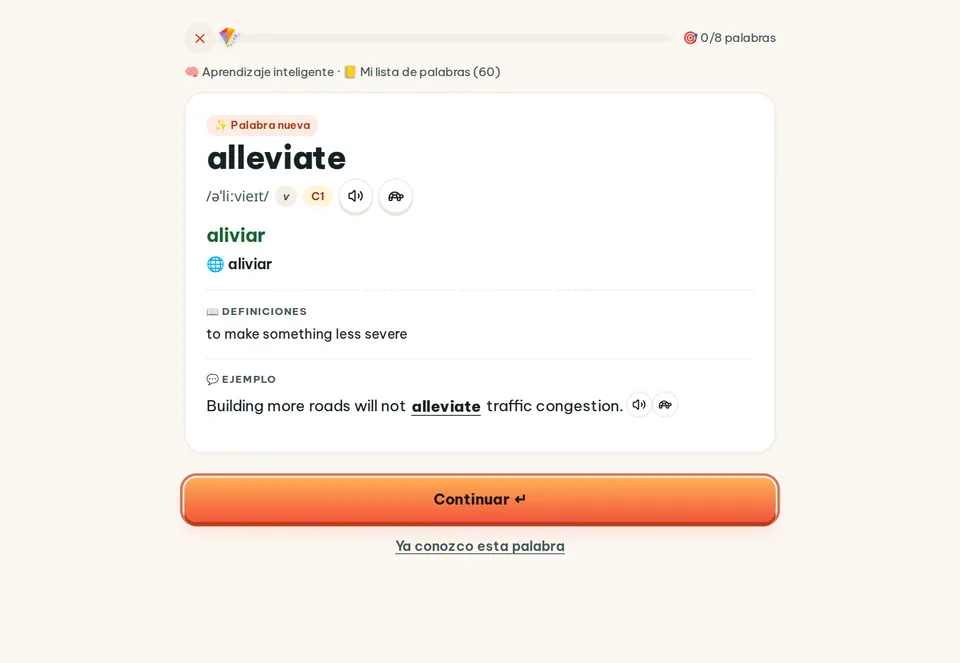 0/8 palabras
Aprendizaje inteligente · Mi lista de palabras (60)
Palabra nueva
alleviate
/əˈliːvieɪt/ v C1
aliviar
aliviar
DEFINICIONES
to make something less severe
EJEMPLO
Building more roads will not alleviate traffic congestion.
Continuar ↵
Ya conozco esta palabra